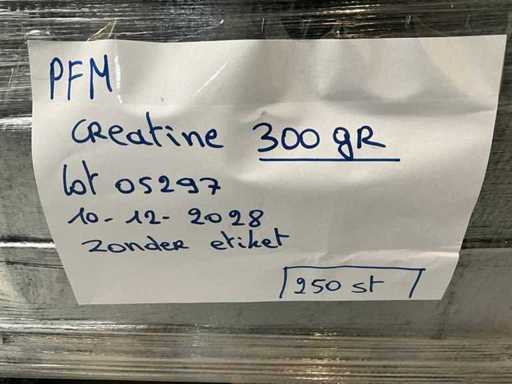 PFM
Creatine 300 gR
lot 05297
10-12-2028
Zonder etiket
250 st